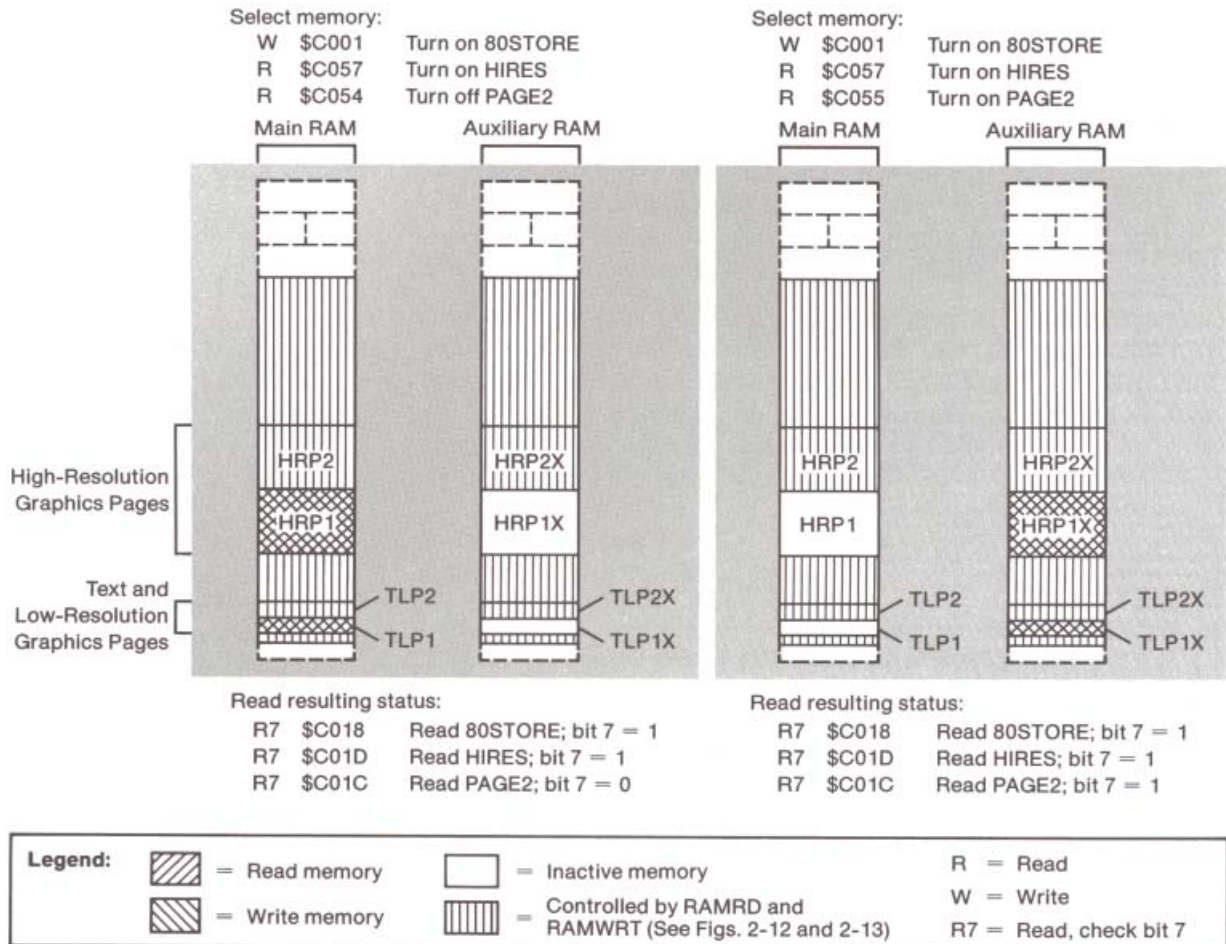 Select memory:
W $C001 Turn on 80STORE
R $C057 Turn on HIRES
R $C054 Turn off PAGE2
Main RAM
Auxiliary RAM
HRP2
HRP2X
HRP1
HRP1X
TLP2
TLP2X
TLP1
TLP1X
Read resulting status:
R7 $C018 Read 80STORE; bit 7 = 1
R7 $C01D Read HIRES; bit 7 = 1
R7 $C01C Read PAGE2; bit 7 = 0
Select memory:
W $C001 Turn on 80STORE
R $C057 Turn on HIRES
R $C055 Turn on PAGE2
Main RAM
Auxiliary RAM
HRP2
HRP2X
HRP1
HRP1X
TLP2
TLP2X
TLP1
TLP1X
Read resulting status:
R7 $C018 Read 80STORE; bit 7 = 1
R7 $C01D Read HIRES; bit 7 = 1
R7 $C01C Read PAGE2; bit 7 = 1
High-Resolution
Graphics Pages
Text and
Low-Resolution
Graphics Pages
Legend:
= Read memory
= Write memory
= Inactive memory
= Controlled by RAMRD and
RAMWRT (See Figs. 2-12 and 2-13)
R = Read
W = Write
R7 = Read, check bit 7